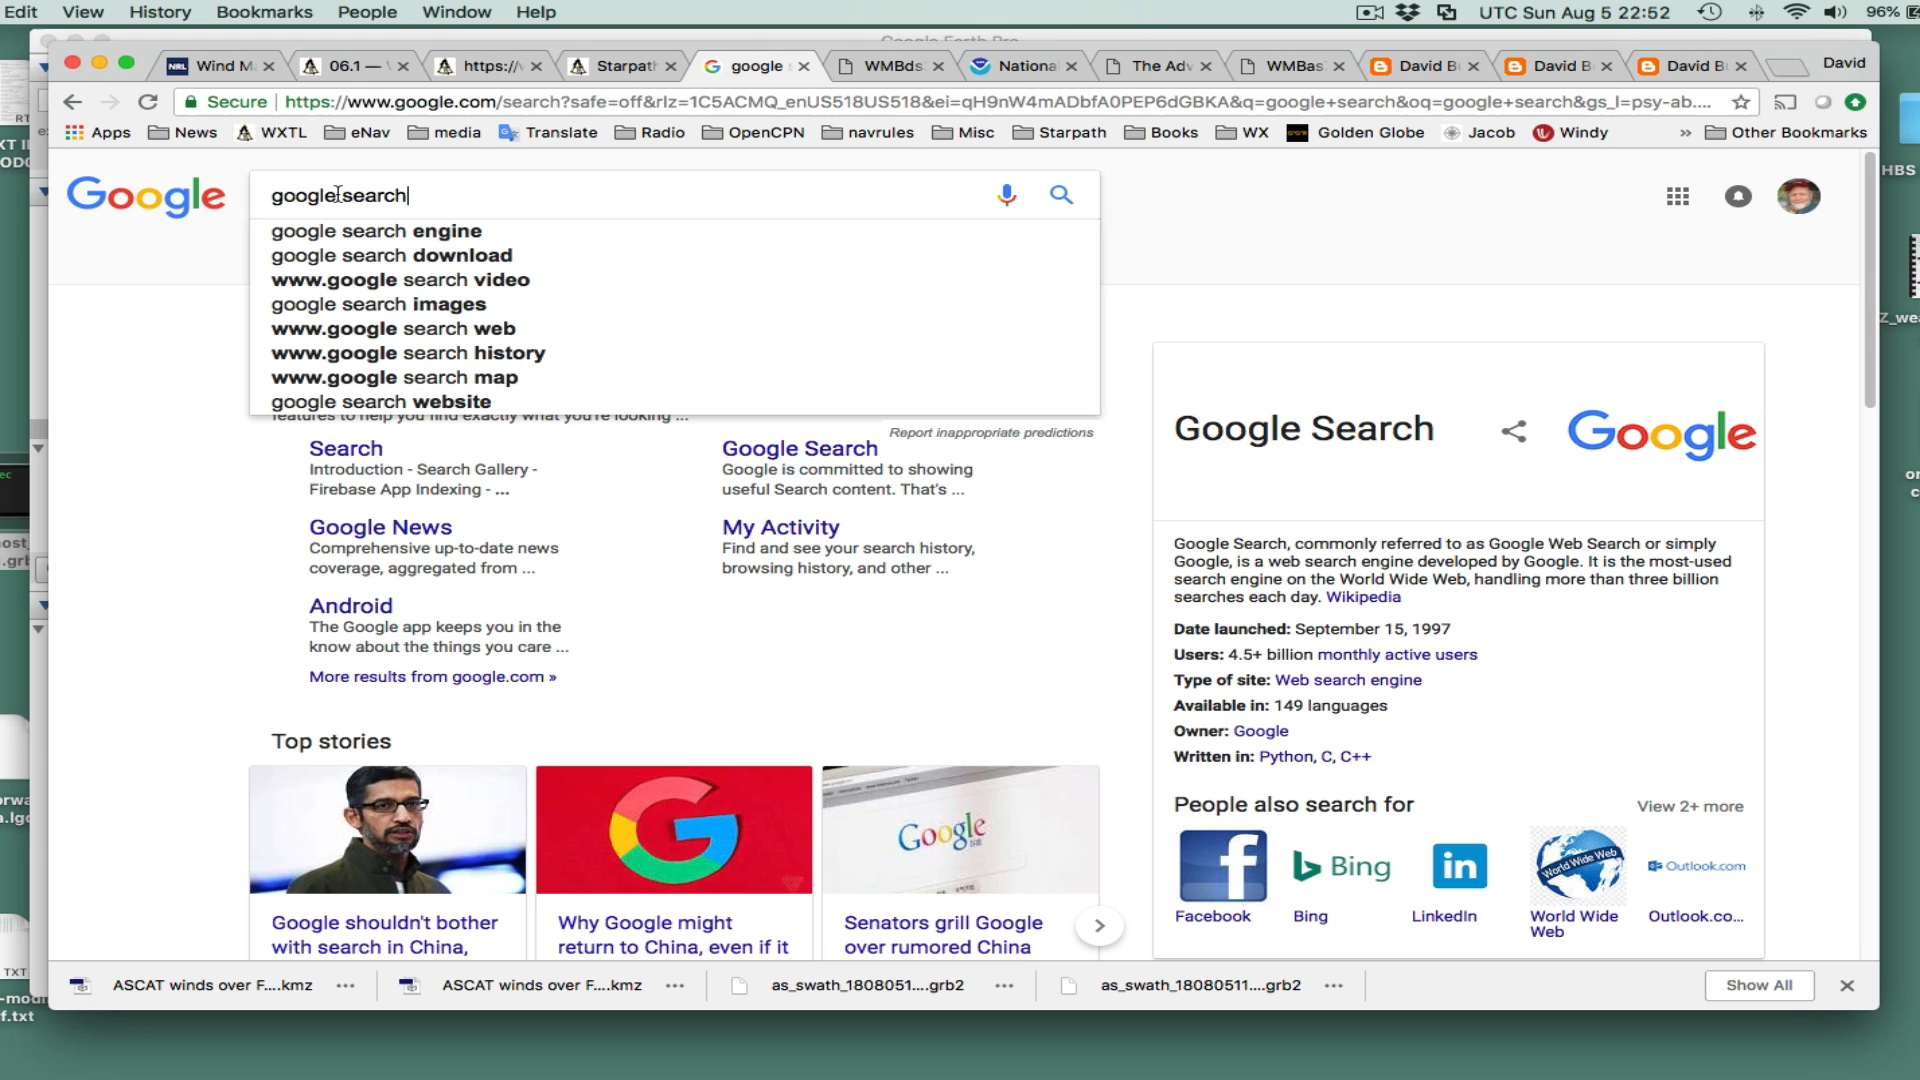 Edit View History Bookmarks People Window Help UTC Sun Aug 5 22:52 96%
NRL Wind M 06.1 — https:// Starpath google WMBds National The Adv WMBas David B David B David B David
Secure https://www.google.com/search?safe=off&rlz=1C5ACMQ_enUS518US518&ei=qH9nW4mADbfA0PEP6dGBKA&q=google+search&oq=google+search&gs_l=psy-ab....
Apps News WXTL eNav media Translate Radio OpenCPN navrules Misc Starpath Books WX Golden Globe Jacob Windy » Other Bookmarks
Google google search
google search engine
google search download
www.google search video
google search images
www.google search web
www.google search history
www.google search map
google search website
features to help you find exactly what you're looking ...
Report inappropriate predictions
Search
Introduction - Search Gallery -
Firebase App Indexing - ...
Google Search
Google is committed to showing
useful Search content. That's ...
Google News
Comprehensive up-to-date news
coverage, aggregated from ...
My Activity
Find and see your search history,
browsing history, and other ...
Android
The Google app keeps you in the
know about the things you care ...
More results from google.com »
Top stories
Google
Google shouldn't bother
with search in China,
Why Google might
return to China, even if it
Senators grill Google
over rumored China
Google Search Google
Google Search, commonly referred to as Google Web Search or simply
Google, is a web search engine developed by Google. It is the most-used
search engine on the World Wide Web, handling more than three billion
searches each day. Wikipedia
Date launched: September 15, 1997
Users: 4.5+ billion monthly active users
Type of site: Web search engine
Available in: 149 languages
Owner: Google
Written in: Python, C, C++
People also search for View 2+ more
Bing in World Wide Web Outlook.com
Facebook Bing LinkedIn World Wide Outlook.co...
Web
ASCAT winds over F....kmz ASCAT winds over F....kmz as_swath_1808051....grb2 as_swath_18080511....grb2 Show All
HBS
Z_wea
TXT
f.txt